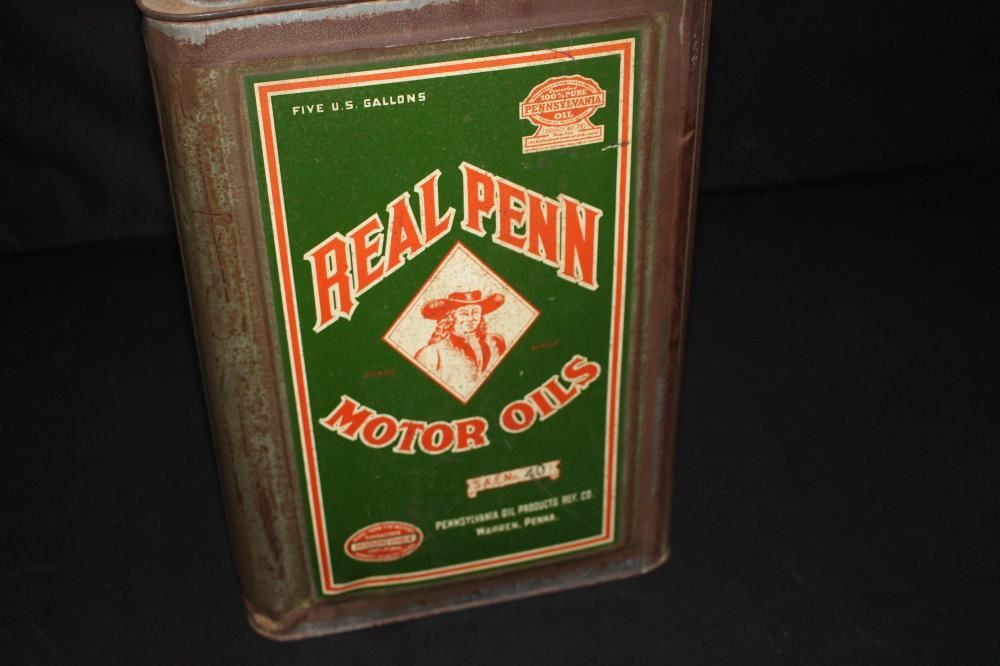 FIVE U.S. GALLONS
100% PURE
PENNSYLVANIA
OIL
REAL PENN
TRADE MARK
MOTOR OILS
S.A.E. No. 40
PENNSYLVANIA OIL PRODUCTS REF. CO.
WARREN, PENNA.